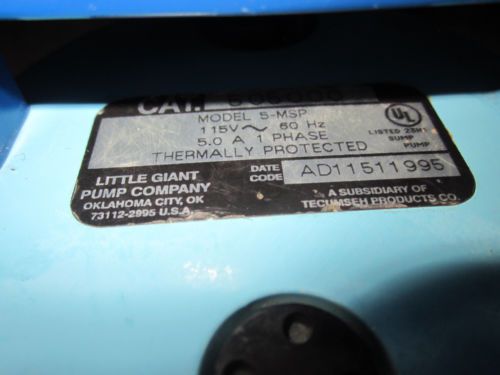 CAT.
MODEL 5-MSP
115V ~ 60 Hz
5.0 A 1 PHASE
THERMALLY PROTECTED
UL
LISTED 23H1
SUMP
PUMP
LITTLE GIANT
PUMP COMPANY
OKLAHOMA CITY, OK
73112-2995 U.S.A.
DATE
CODE
AD11511995
A SUBSIDIARY OF
TECUMSEH PRODUCTS CO.